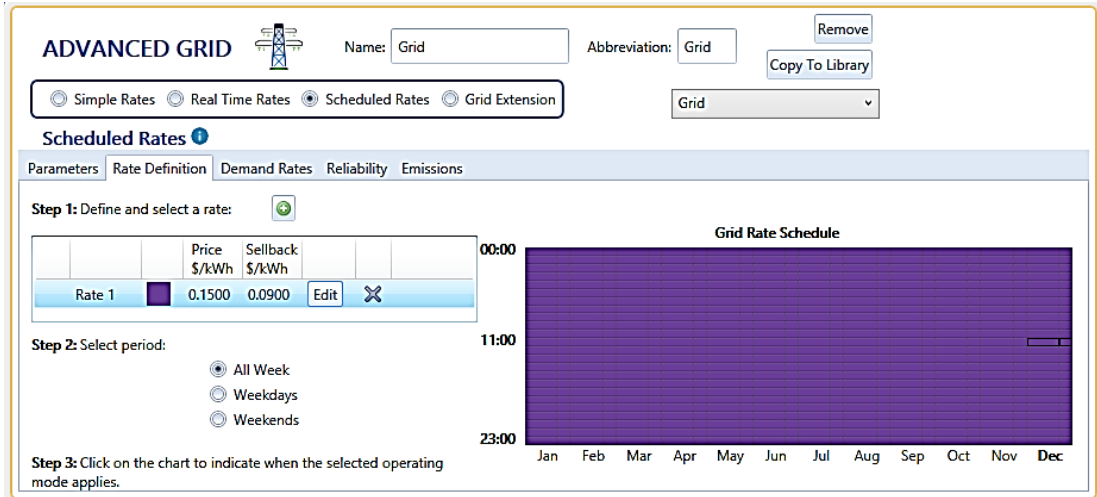 ADVANCED GRID
Name: Grid
Abbreviation: Grid
Remove
Copy To Library
Simple Rates Real Time Rates Scheduled Rates Grid Extension
Grid
Scheduled Rates
Parameters Rate Definition Demand Rates Reliability Emissions
Step 1: Define and select a rate:
Price Sellback
$/kWh $/kWh
Rate 1 0.1500 0.0900 Edit
Step 2: Select period:
All Week
Weekdays
Weekends
Step 3: Click on the chart to indicate when the selected operating
mode applies.
Grid Rate Schedule
00:00
11:00
23:00
Jan Feb Mar Apr May Jun Jul Aug Sep Oct Nov Dec